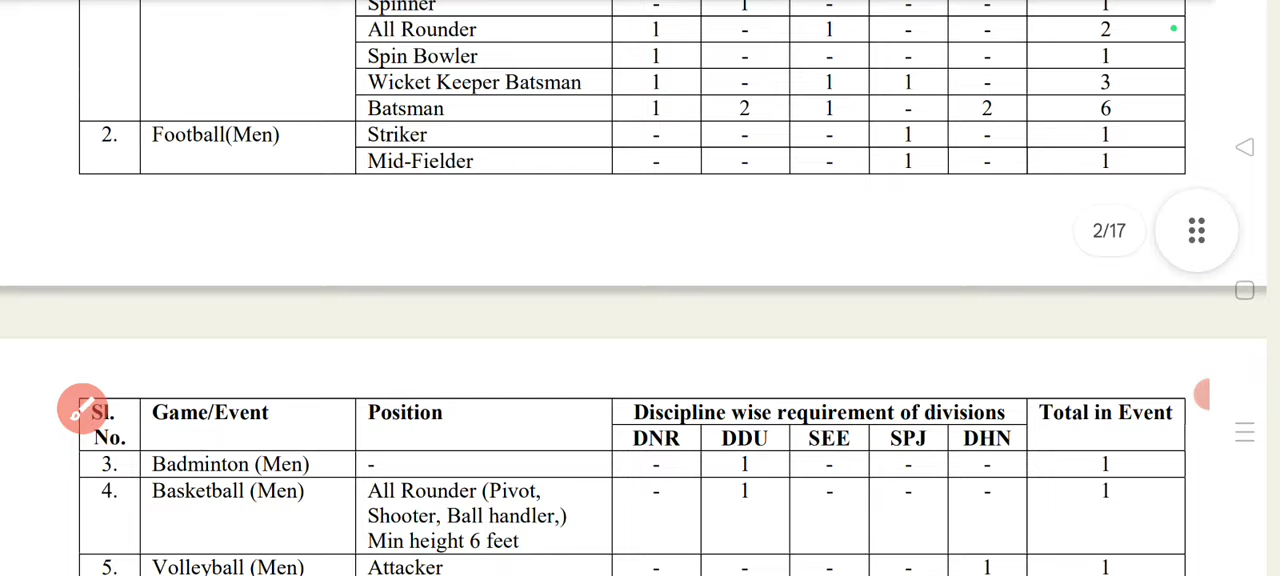 Spinner - 1 - - - 1
All Rounder 1 - 1 - - 2
Spin Bowler 1 - - - - 1
Wicket Keeper Batsman 1 - 1 1 - 3
Batsman 1 2 1 - 2 6
2. Football(Men) Striker - - - 1 - 1
Mid-Fielder - - - 1 - 1
2/17
Sl. Game/Event Position Discipline wise requirement of divisions Total in Event
No. DNR DDU SEE SPJ DHN
3. Badminton (Men) - - 1 - - - 1
4. Basketball (Men) All Rounder (Pivot, - 1 - - - 1
Shooter, Ball handler,)
Min height 6 feet
5. Volleyball (Men) Attacker - - - - 1 1